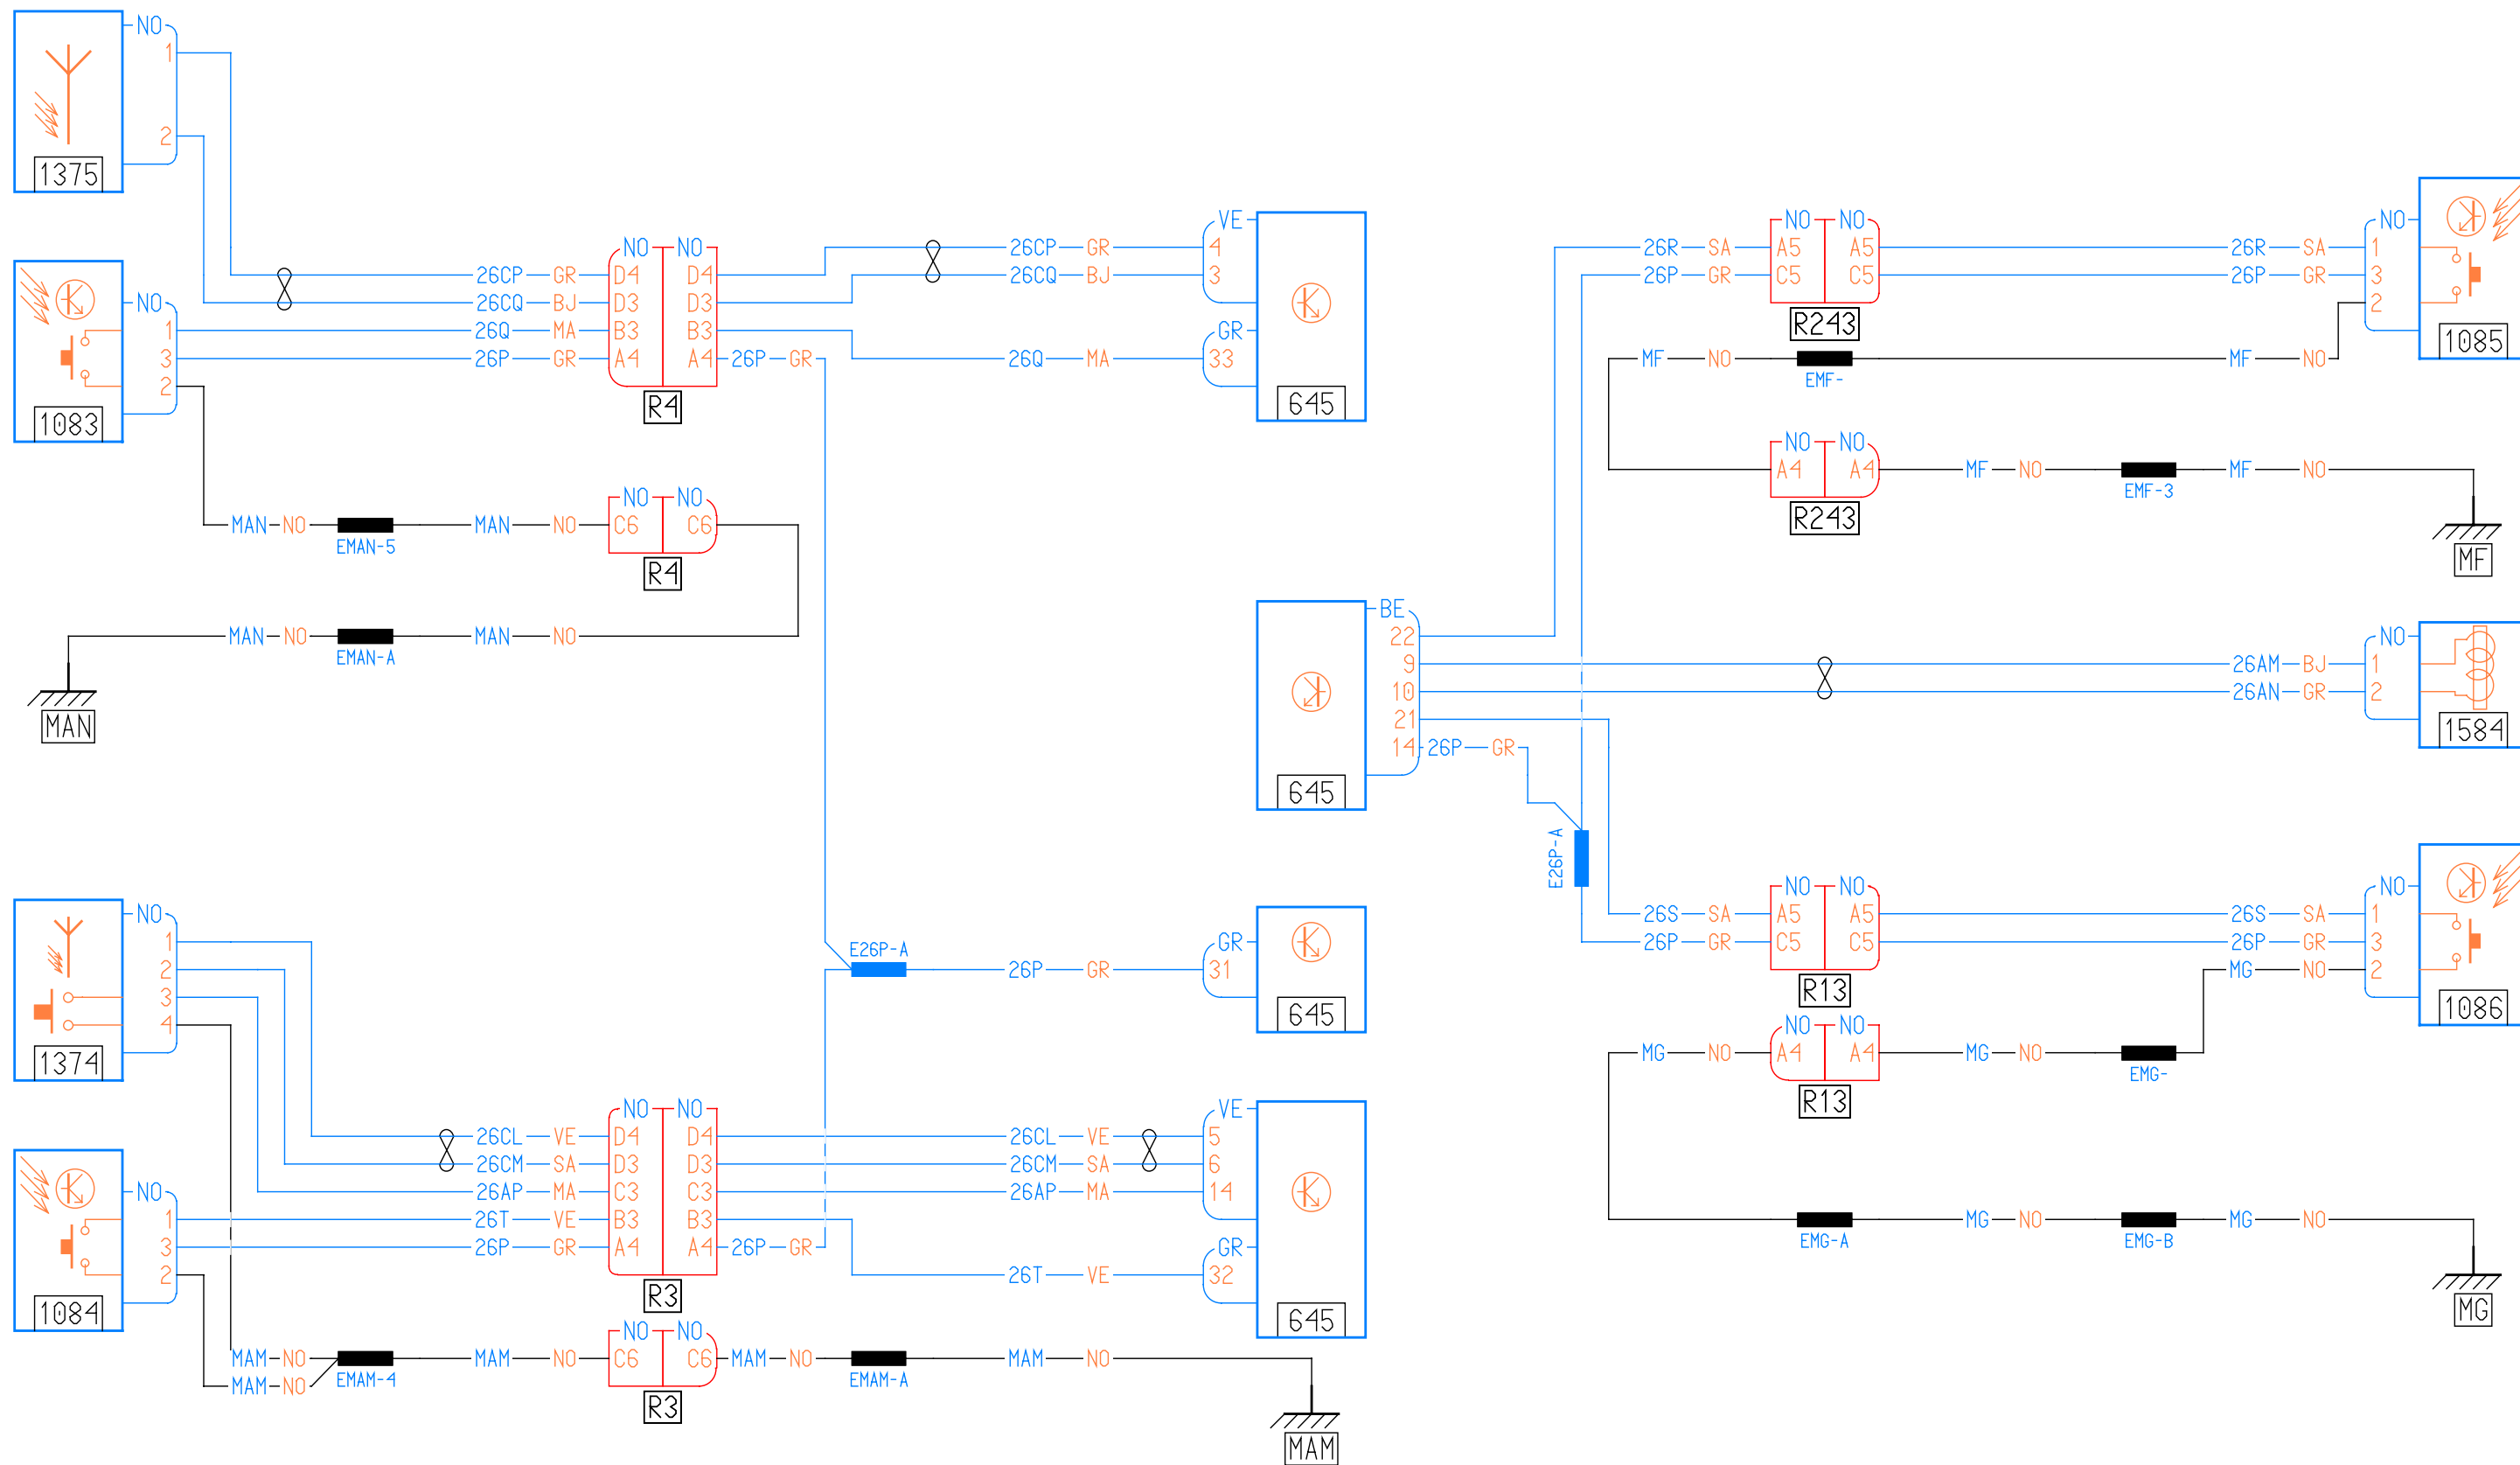 NO
1
2
1375
NO
1
3
2
1083
26CP GR
26CQ BJ
26Q MA
26P GR
NO NO
D4 D4
D3 D3
B3 B3
A4 A4
R4
26P GR
26CP GR
26CQ BJ
26Q MA
VE
4
3
GR
33
645
MAN NO
EMAN-5
MAN NO
NO NO
C6 C6
R4
MAN NO
EMAN-A
MAN NO
MAN
NO
1
2
3
4
1374
NO
1
3
2
1084
26CL VE
26CM SA
26AP MA
26T VE
26P GR
NO NO
D4 D4
D3 D3
C3 C3
B3 B3
A4 A4
R3
26P GR
E26P-A
26P GR
GR
31
645
26CL VE
26CM SA
26AP MA
26T VE
VE
5
6
14
GR
32
645
MAM NO
MAM NO
EMAM-4
MAM NO
NO NO
C6 C6
R3
MAM NO
EMAM-A
MAM NO
MAM
26R SA
26P GR
NO NO
A5 A5
C5 C5
R243
26R SA
26P GR
NO
1
3
2
1085
MF NO
EMF-
MF NO
NO NO
A4 A4
R243
MF NO
EMF-3
MF NO
MF
BE
22
9
10
21
14
645
26P GR
E26P-A
26AM BJ
26AN GR
NO
1
2
1584
26S SA
26P GR
NO NO
A5 A5
C5 C5
R13
26S SA
26P GR
MG NO
NO
1
3
2
1086
MG NO
NO NO
A4 A4
R13
MG NO
EMG-
EMG-A
MG NO
EMG-B
MG NO
MG